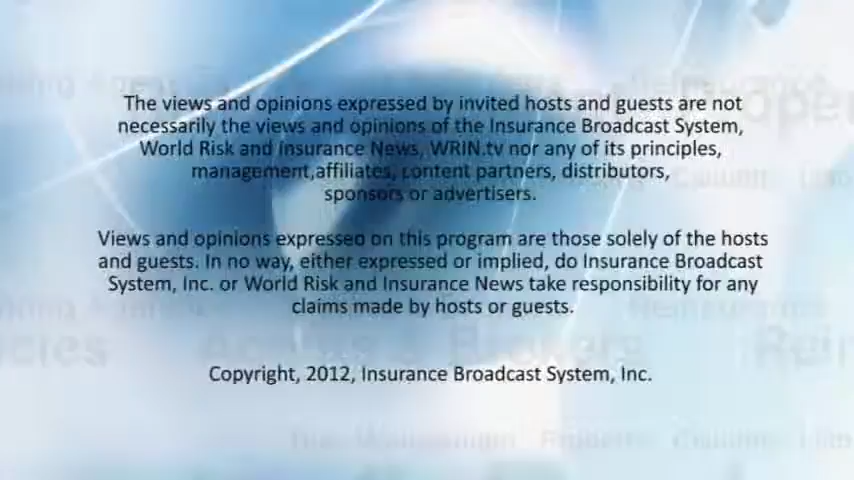 The views and opinions expressed by invited hosts and guests are not
necessarily the views and opinions of the Insurance Broadcast System,
World Risk and Insurance News, WRIN.tv nor any of its principles,
management,affiliates, content partners, distributors,
sponsors or advertisers.
Views and opinions expressed on this program are those solely of the hosts
and guests. In no way, either expressed or implied, do Insurance Broadcast
System, Inc. or World Risk and Insurance News take responsibility for any
claims made by hosts or guests.
Copyright, 2012, Insurance Broadcast System, Inc.